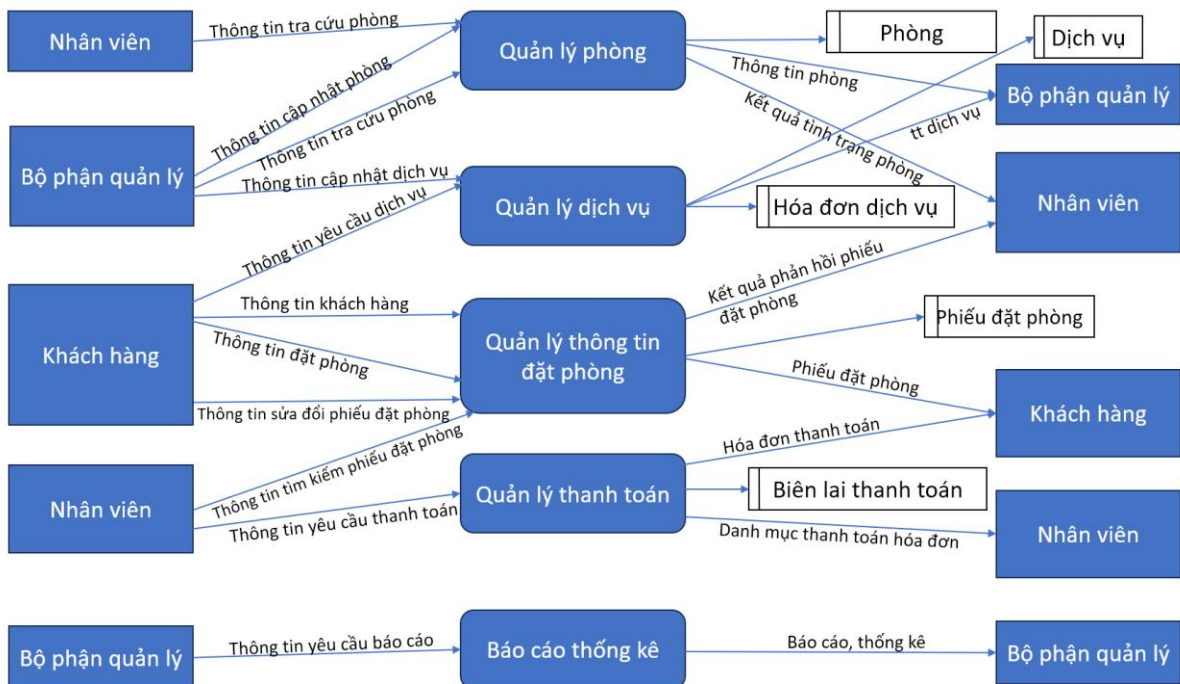 Nhân viên
Thông tin tra cứu phòng
Quản lý phòng
Phòng
Dịch vụ
Thông tin phòng
Bộ phận quản lý
Thông tin cập nhật phòng
Thông tin tra cứu phòng
Kết quả tình trạng phòng
tt dịch vụ
Bộ phận quản lý
Thông tin cập nhật dịch vụ
Quản lý dịch vụ
Hóa đơn dịch vụ
Nhân viên
Thông tin yêu cầu dịch vụ
Thông tin khách hàng
Kết quả phản hồi phiếu
đặt phòng
Phiếu đặt phòng
Khách hàng
Thông tin đặt phòng
Quản lý thông tin
đặt phòng
Phiếu đặt phòng
Khách hàng
Thông tin sửa đổi phiếu đặt phòng
Hóa đơn thanh toán
Thông tin tìm kiếm phiếu đặt phòng
Nhân viên
Quản lý thanh toán
Biên lai thanh toán
Thông tin yêu cầu thanh toán
Danh mục thanh toán hóa đơn
Nhân viên
Bộ phận quản lý
Thông tin yêu cầu báo cáo
Báo cáo thống kê
Báo cáo, thống kê
Bộ phận quản lý